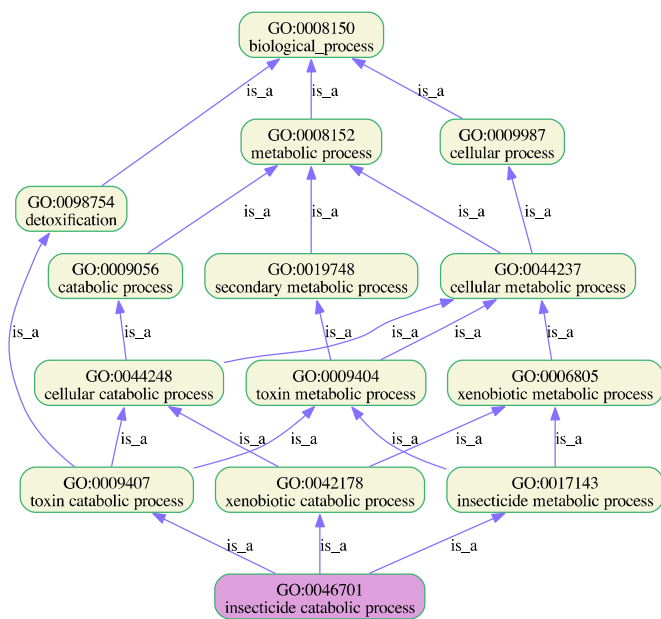 GO:0008150
biological_process
is_a
is_a
is_a
GO:0008152
metabolic process
GO:0009987
cellular process
GO:0098754
detoxification
is_a
is_a
is_a
is_a
GO:0009056
catabolic process
GO:0019748
secondary metabolic process
GO:0044237
cellular metabolic process
is_a
is_a
is_a
is_a
is_a
is_a
GO:0044248
cellular catabolic process
GO:0009404
toxin metabolic process
GO:0006805
xenobiotic metabolic process
is_a
is_a
is_a
is_a
is_a
is_a
GO:0009407
toxin catabolic process
GO:0042178
xenobiotic catabolic process
GO:0017143
insecticide metabolic process
is_a
is_a
is_a
GO:0046701
insecticide catabolic process